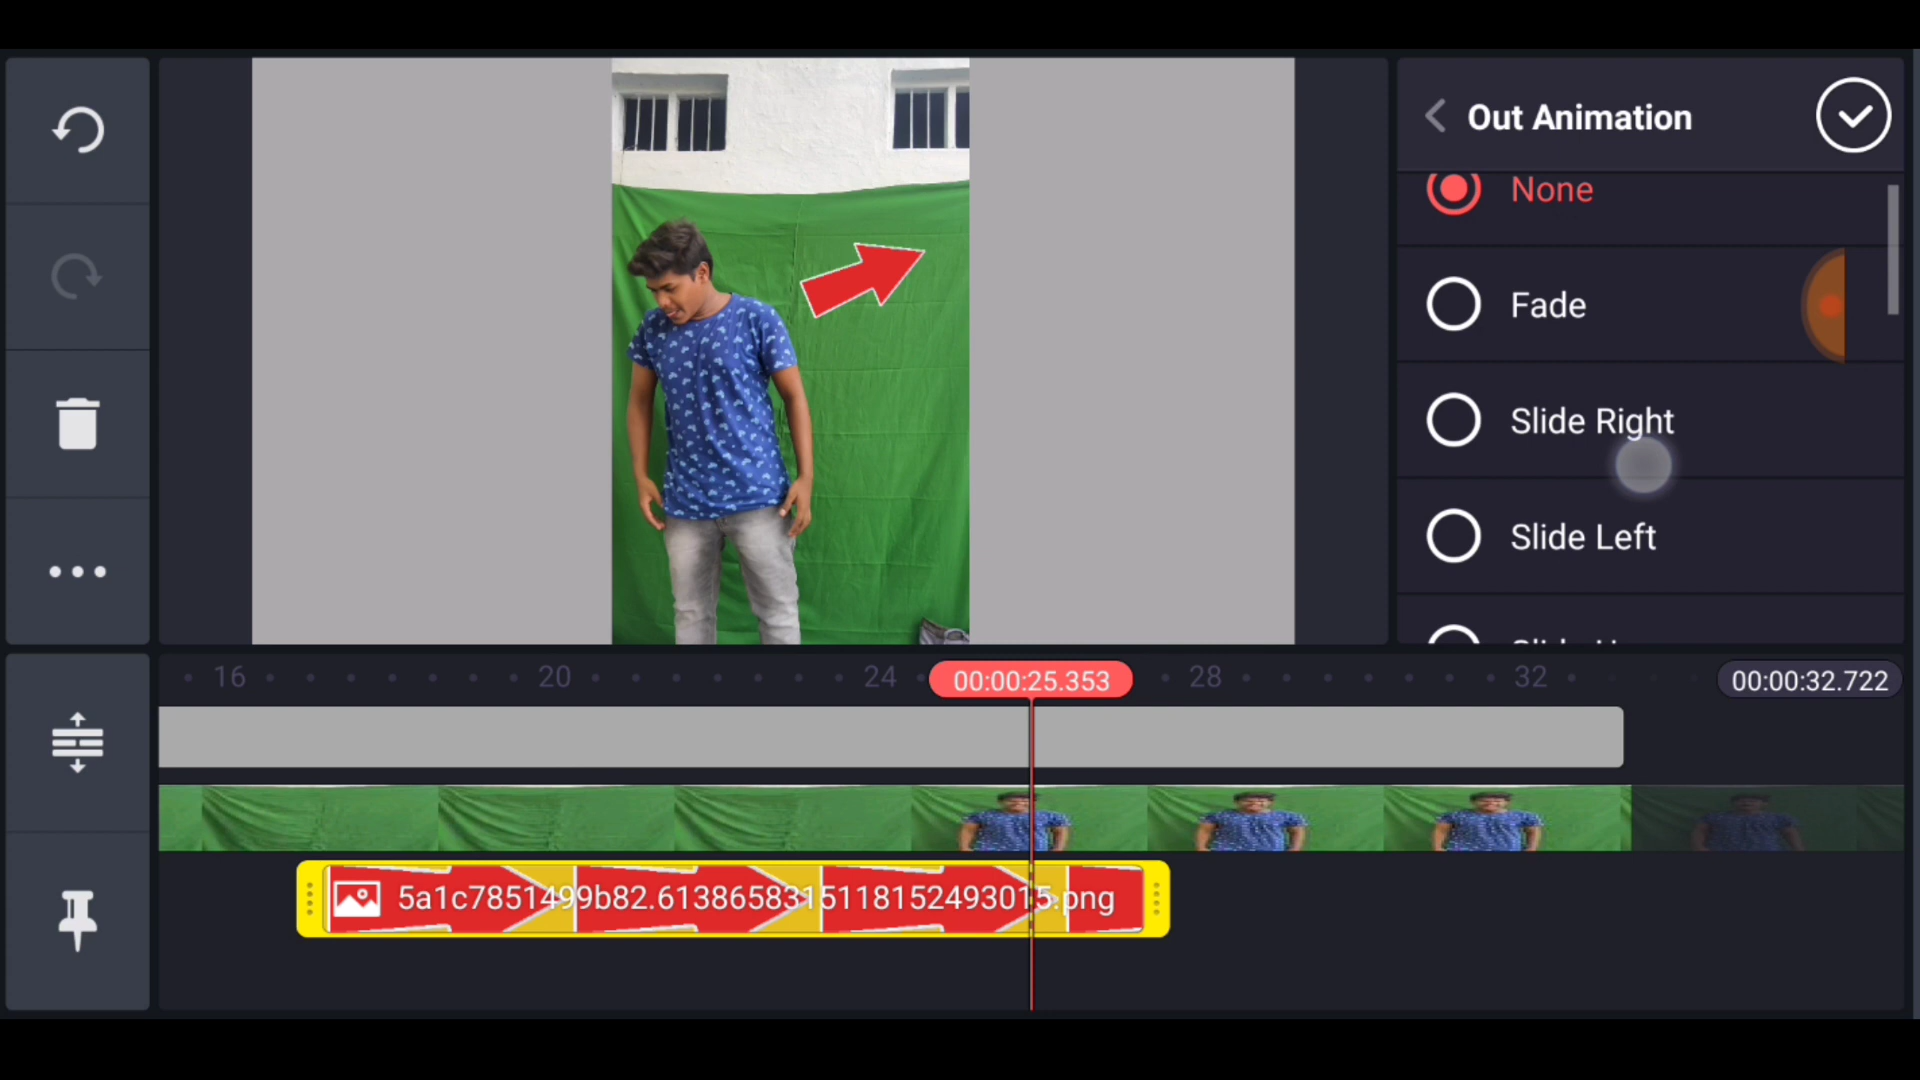 Out Animation
None
Fade
Slide Right
Slide Left
16
20
24
00:00:25.353
28
32
00:00:32.722
5a1c7851499b82.6138658315118152493015.png